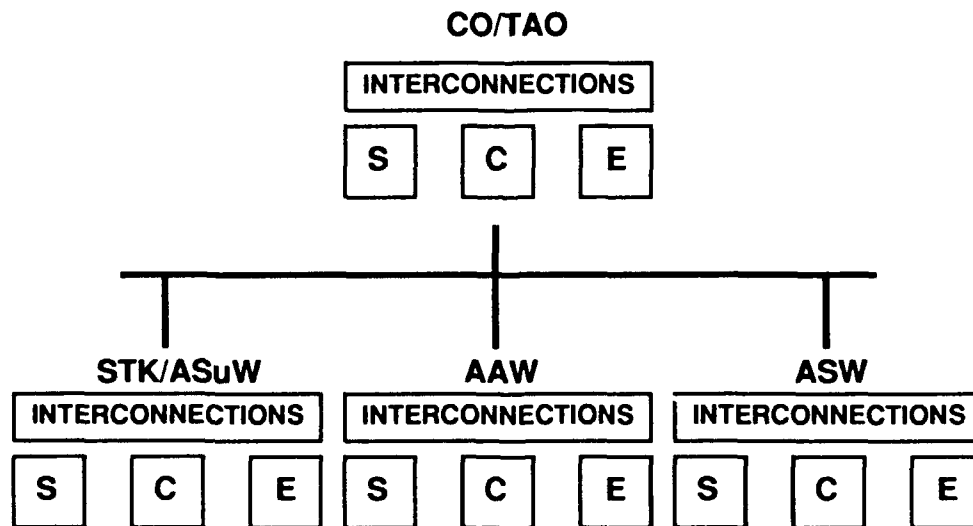 CO/TAO
INTERCONNECTIONS
S C E
STK/ASuW AAW ASW
INTERCONNECTIONS INTERCONNECTIONS INTERCONNECTIONS
S C E S C E S C E